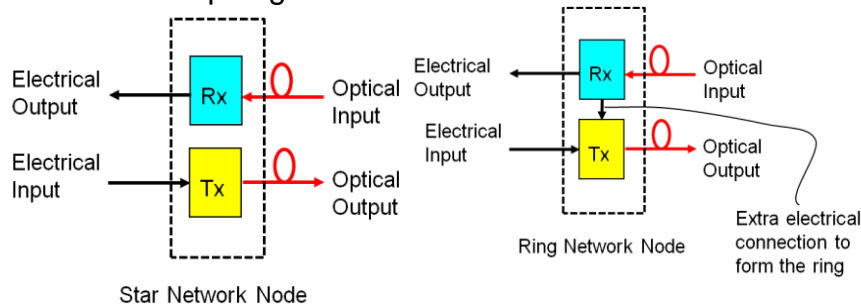 Electrical
Output
Rx
Optical
Input
Electrical
Input
Tx
Optical
Output
Star Network Node
Electrical
Output
Rx
Optical
Input
Electrical
Input
Tx
Optical
Output
Ring Network Node
Extra electrical
connection to
form the ring